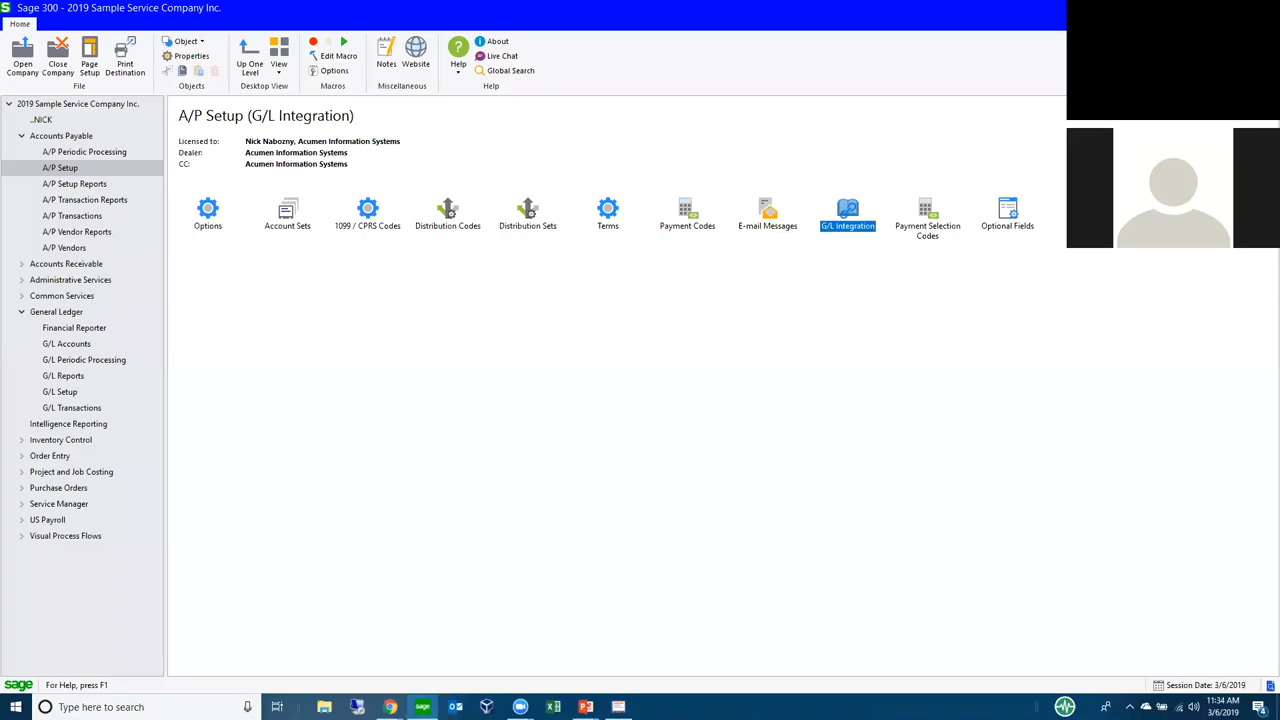 Sage 300 - 2019 Sample Service Company Inc.
Home
Open Company
Close Company
Page Setup
Print Destination
File
Object
Properties
Objects
Up One Level
View
Desktop View
Edit Macro
Options
Macros
Notes
Website
Miscellaneous
Help
About
Live Chat
Global Search
Help
2019 Sample Service Company Inc.
..NICK
Accounts Payable
A/P Periodic Processing
A/P Setup
A/P Setup Reports
A/P Transaction Reports
A/P Transactions
A/P Vendor Reports
A/P Vendors
Accounts Receivable
Administrative Services
Common Services
General Ledger
Financial Reporter
G/L Accounts
G/L Periodic Processing
G/L Reports
G/L Setup
G/L Transactions
Intelligence Reporting
Inventory Control
Order Entry
Project and Job Costing
Purchase Orders
Service Manager
US Payroll
Visual Process Flows
A/P Setup (G/L Integration)
Licensed to: Nick Nabozny, Acumen Information Systems
Dealer: Acumen Information Systems
CC: Acumen Information Systems
Options
Account Sets
1099 / CPRS Codes
Distribution Codes
Distribution Sets
Terms
Payment Codes
E-mail Messages
G/L Integration
Payment Selection Codes
Optional Fields
sage For Help, press F1
Session Date: 3/6/2019
Type here to search
sage
11:34 AM
3/6/2019
4